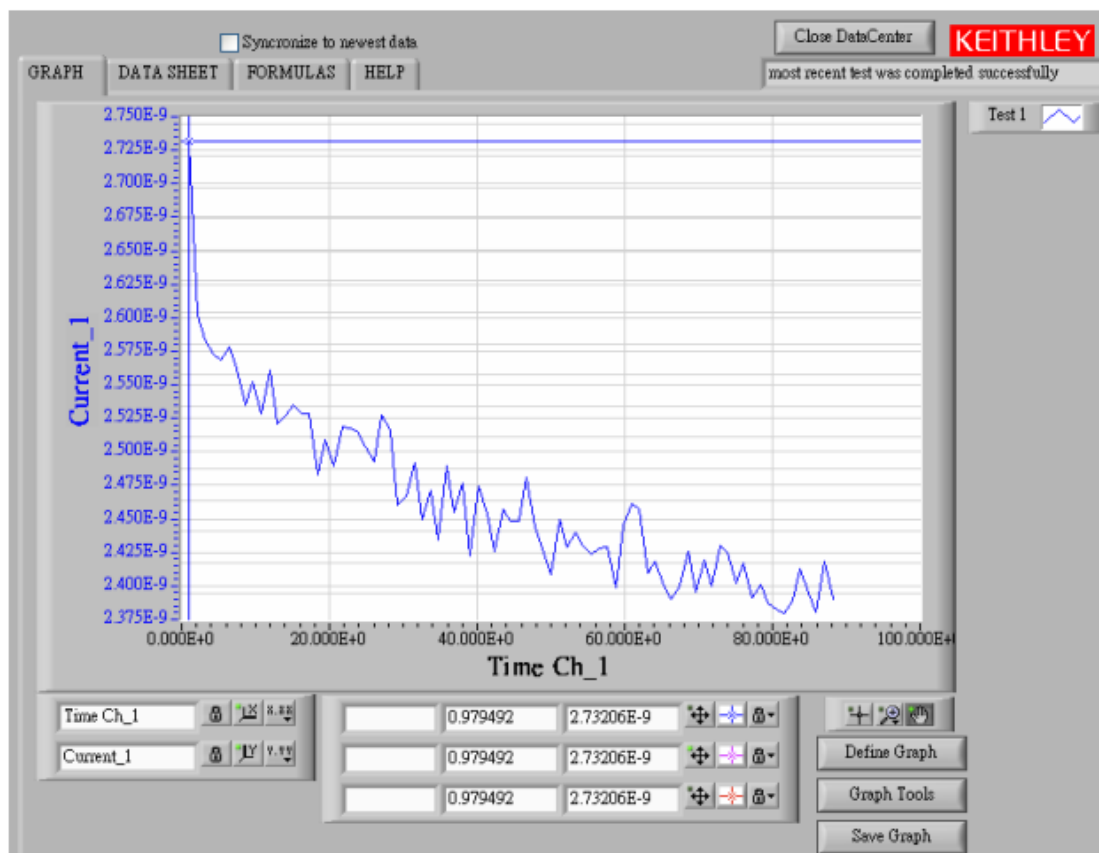 Syncronize to newest data
Close DataCenter
KEITHLEY
GRAPH DATA SHEET FORMULAS HELP
most recent test was completed successfully
Test 1
2.750E-9
2.725E-9
2.700E-9
2.675E-9
2.650E-9
2.625E-9
2.600E-9
2.575E-9
2.550E-9
2.525E-9
2.500E-9
2.475E-9
2.450E-9
2.425E-9
2.400E-9
2.375E-9
Current_1
0.000E+0 20.000E+0 40.000E+0 60.000E+0 80.000E+0 100.000E+
Time Ch_1
Time Ch_1 X.XX
Current_1 Y.YY
0.979492 2.73206E-9
0.979492 2.73206E-9
0.979492 2.73206E-9
Define Graph
Graph Tools
Save Graph